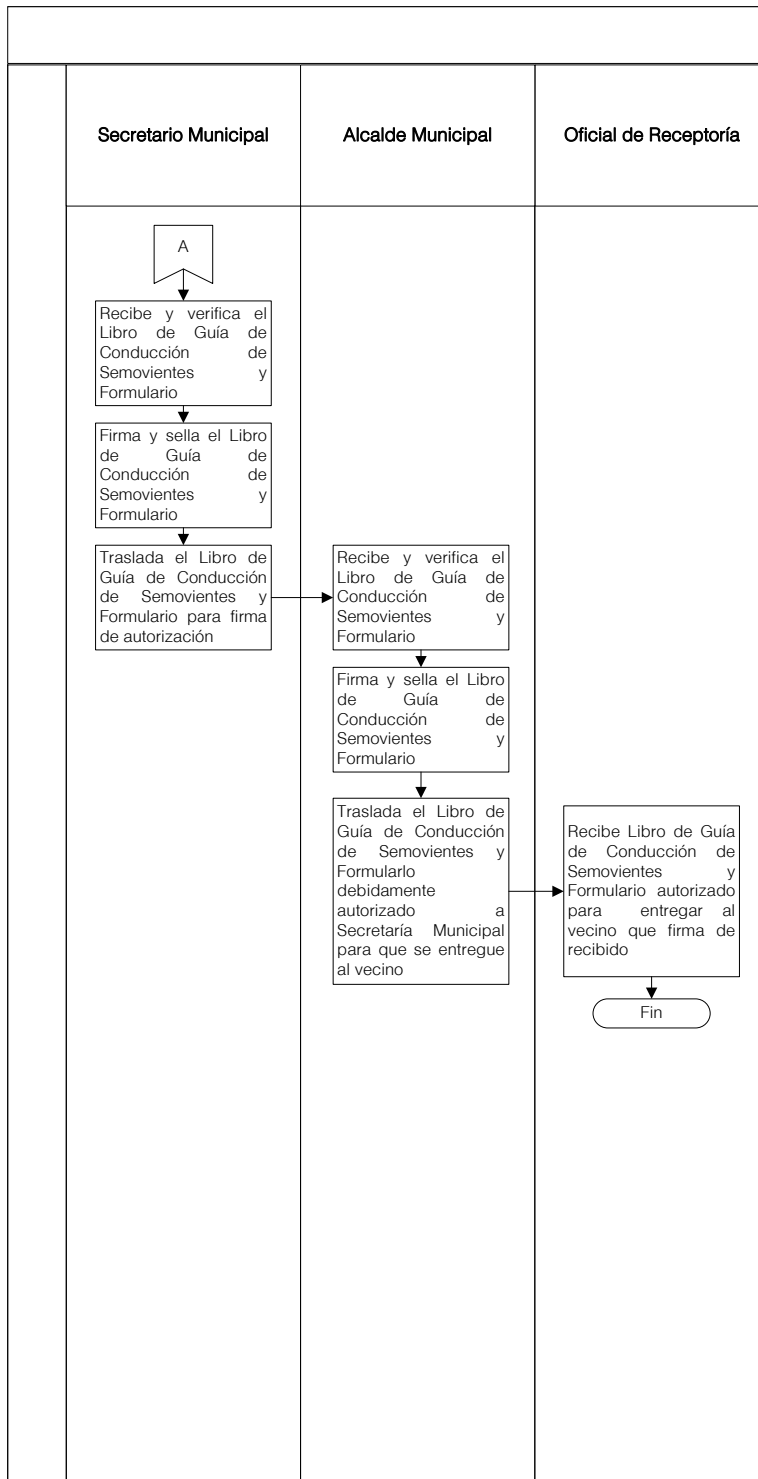 Secretario Municipal
Alcalde Municipal
Oficial de Receptoría
A
Recibe y verifica el
Libro de Guía de
Conducción de
Semovientes y
Formulario
Firma y sella el Libro
de Guía de
Conducción de
Semovientes y
Formulario
Traslada el Libro de
Guía de Conducción
de Semovientes y
Formulario para firma
de autorización
Recibe y verifica el
Libro de Guía de
Conducción de
Semovientes y
Formulario
Firma y sella el Libro
de Guía de
Conducción de
Semovientes y
Formulario
Traslada el Libro de
Guía de Conducción
de Semovientes y
Formularlo
debidamente
autorizado a
Secretaría Municipal
para que se entregue
al vecino
Recibe Libro de Guía
de Conducción de
Semovientes y
Formulario autorizado
para entregar al
vecino que firma de
recibido
Fin